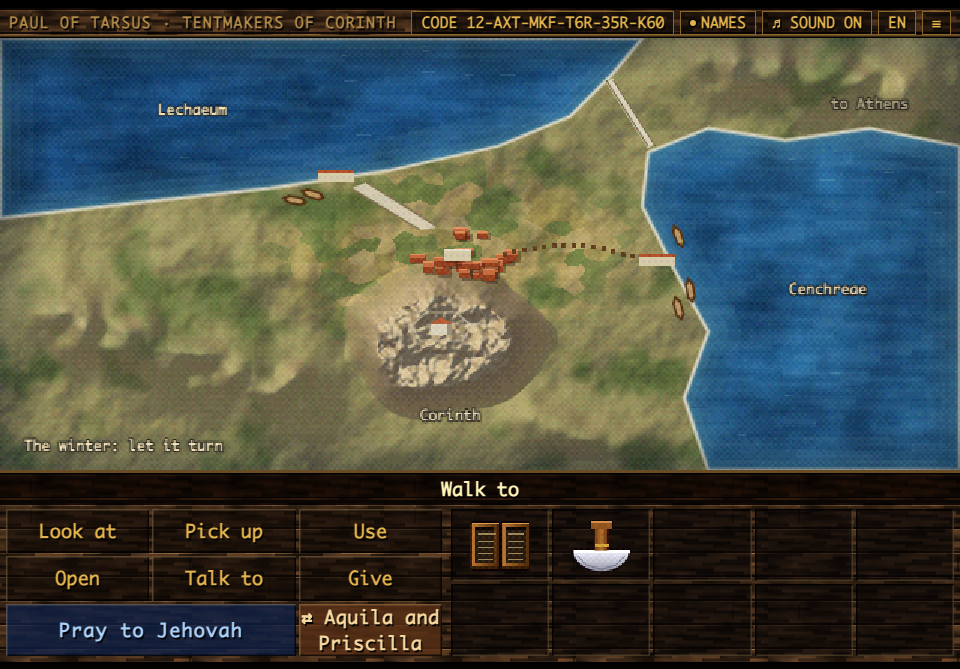 PAUL OF TARSUS · TENTMAKERS OF CORINTH
CODE 12-AXT-MKF-T6R-35R-K60
• NAMES
♬ SOUND ON
EN
≡
Lechaeum
to Athens
Cenchreae
Corinth
The winter: let it turn
Walk to
Look at
Pick up
Use
Open
Talk to
Give
Pray to Jehovah
⇄ Aquila and
Priscilla